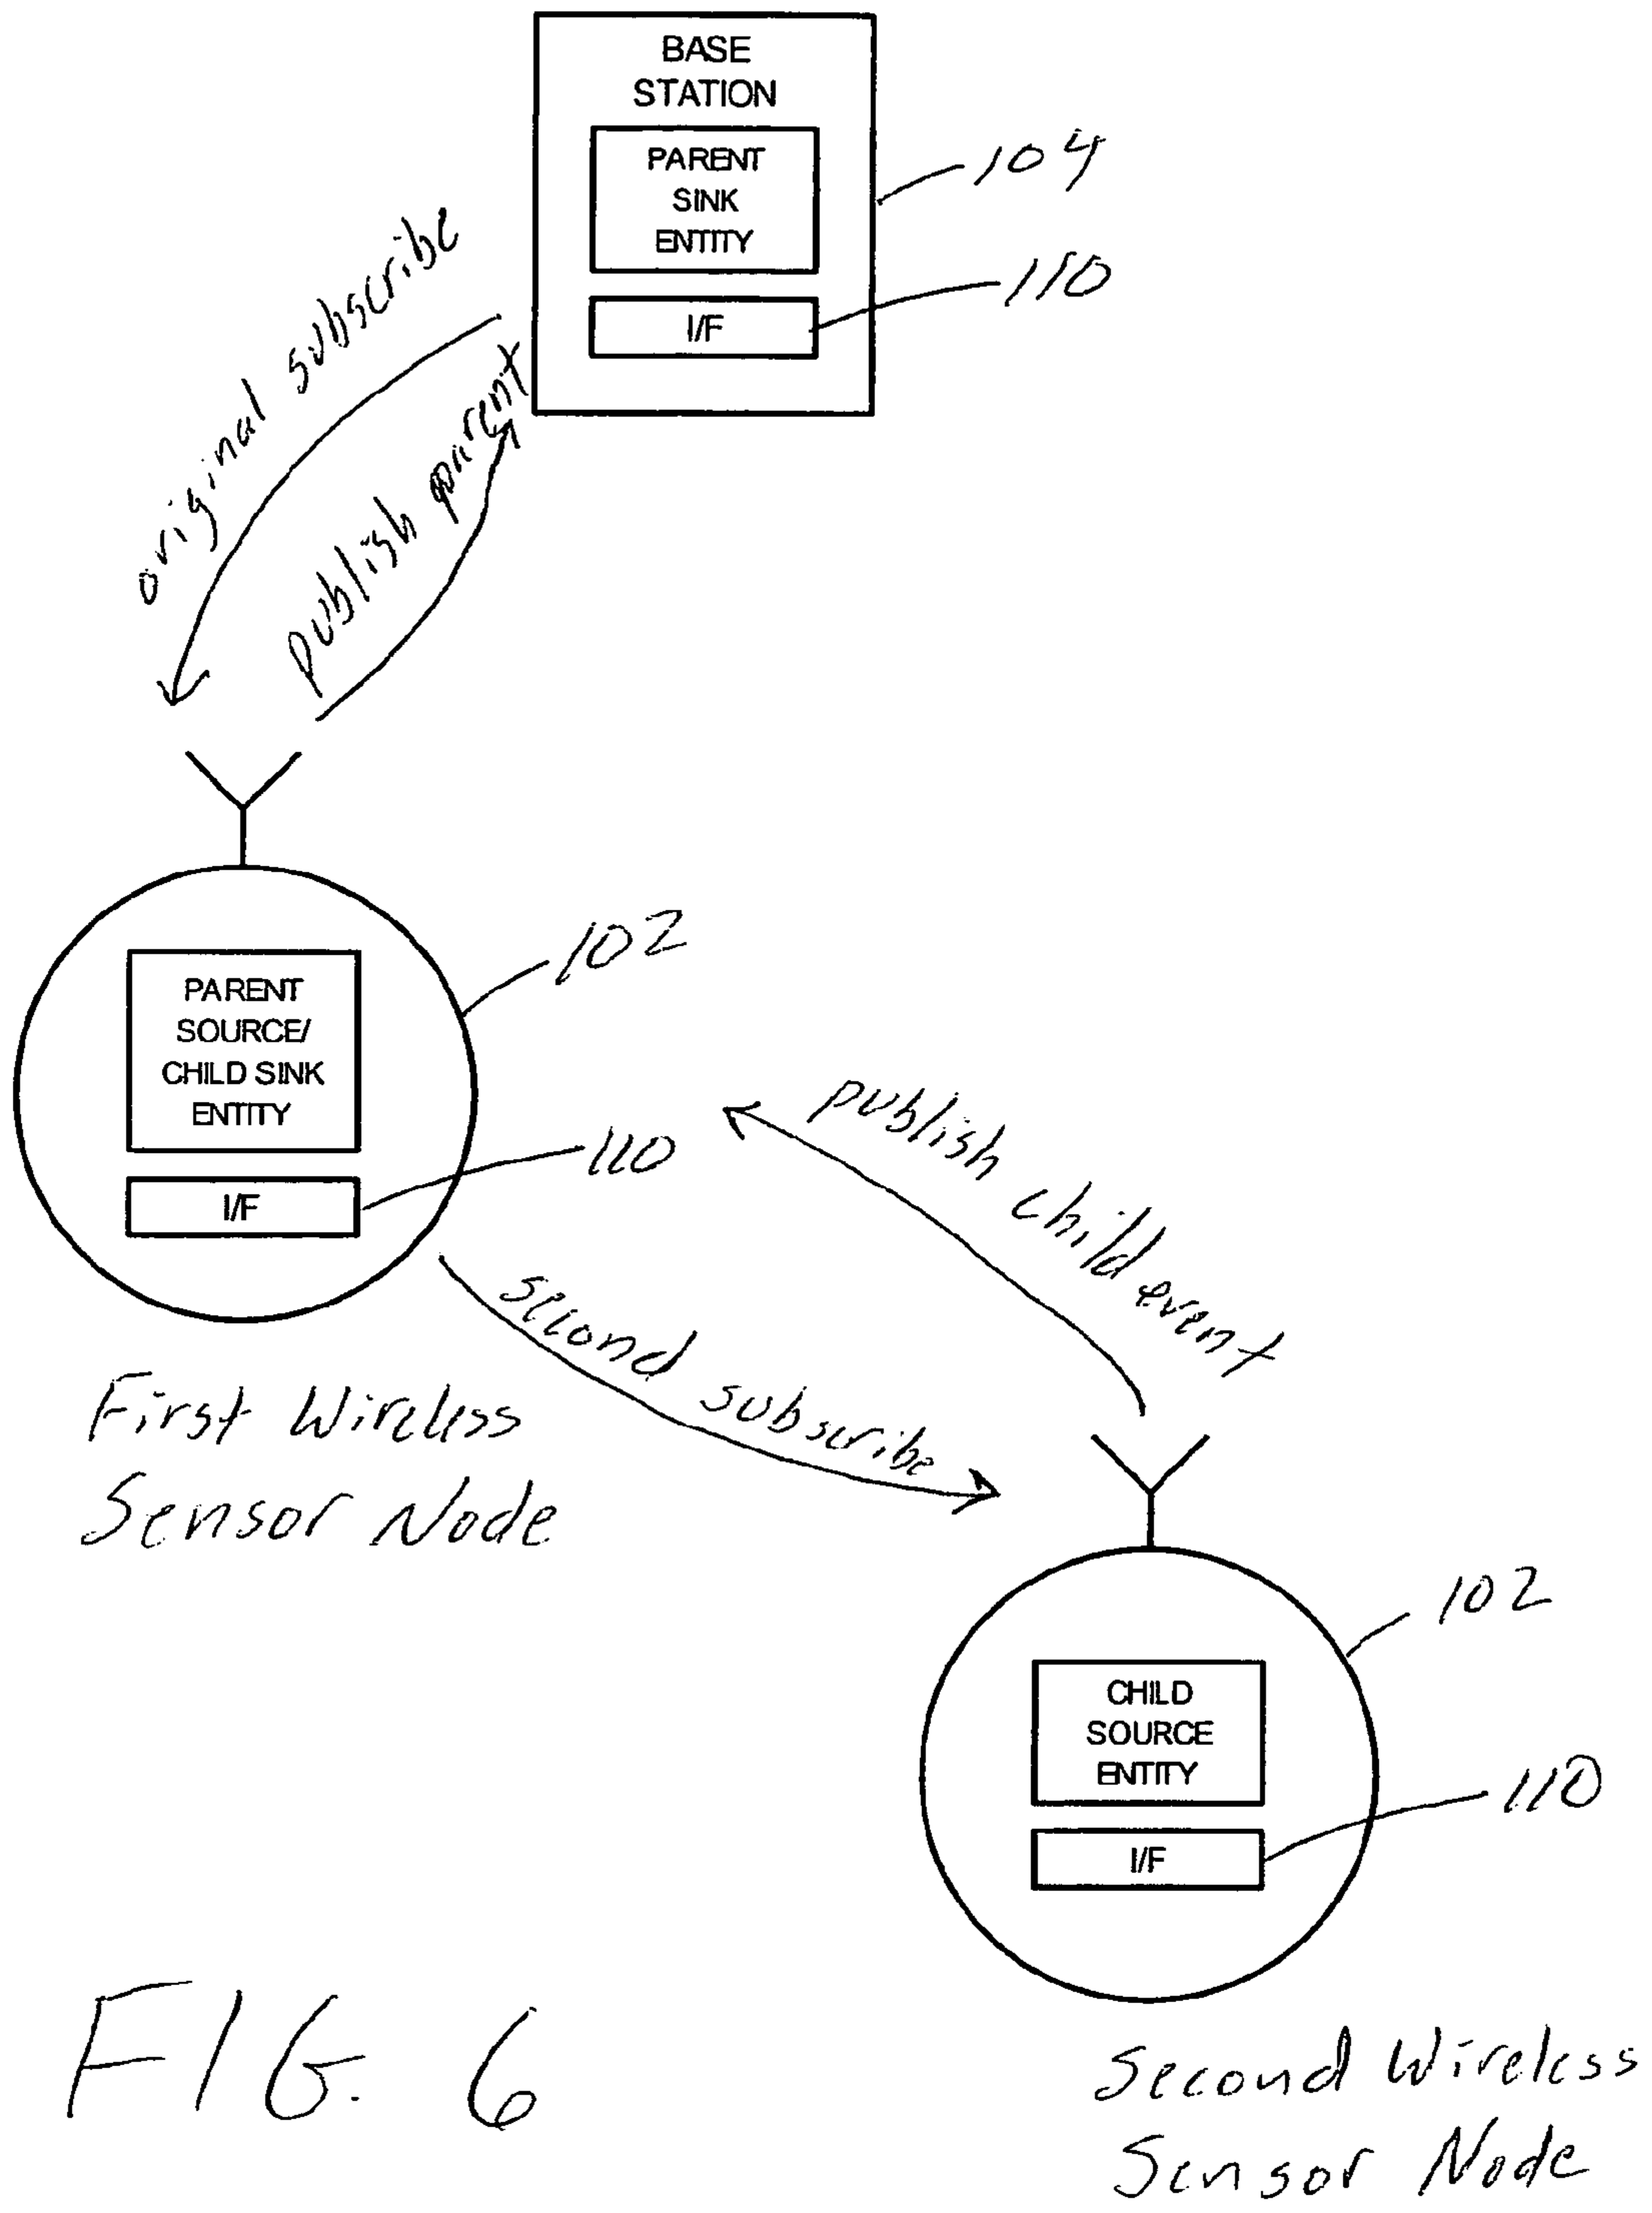 BASE
STATION
PARENT
SINK
ENTITY
I/F
104
110
original subscribe
publish parent
PARENT
SOURCE/
CHILD SINK
ENTITY
I/F
102
110
publish child event
second subscribe
First Wireless
Sensor Node
CHILD
SOURCE
ENTITY
I/F
102
110
Second Wireless
Sensor Node
FIG. 6